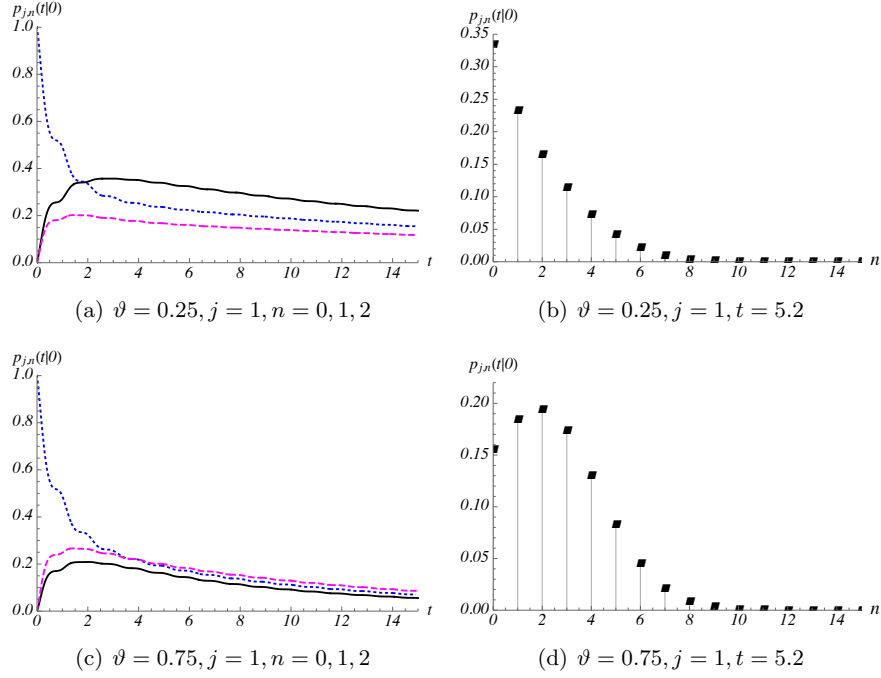 p_{j,n}(t|0)
1.0
0.8
0.6
0.4
0.2
0.0
0 2 4 6 8 10 12 14 t
(a) ϑ = 0.25, j = 1, n = 0, 1, 2
p_{j,n}(t|0)
0.35
0.30
0.25
0.20
0.15
0.10
0.05
0.00
0 2 4 6 8 10 12 14 n
(b) ϑ = 0.25, j = 1, t = 5.2
p_{j,n}(t|0)
1.0
0.8
0.6
0.4
0.2
0.0
0 2 4 6 8 10 12 14 t
(c) ϑ = 0.75, j = 1, n = 0, 1, 2
p_{j,n}(t|0)
0.20
0.15
0.10
0.05
0.00
0 2 4 6 8 10 12 14 n
(d) ϑ = 0.75, j = 1, t = 5.2